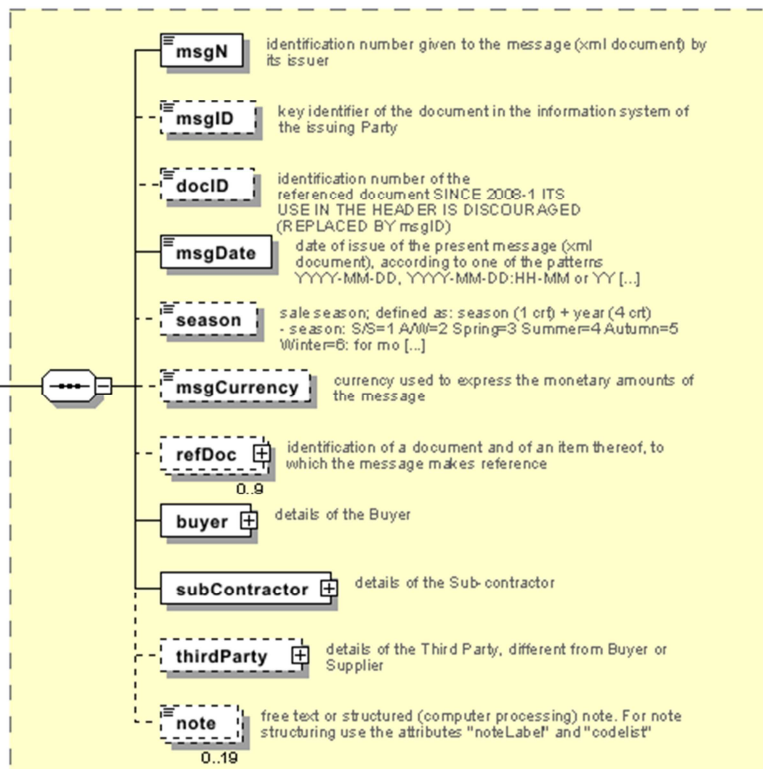 msgN
identification number given to the message (xml document) by
its issuer
msgID
key identifier of the document in the information system of
the issuing Party
docID
identification number of the
referenced document SINCE 2008-1 ITS
USE IN THE HEADER IS DISCOURAGED
(REPLACED BY msgID)
msgDate
date of issue of the present message (xml
document), according to one of the patterns
YYYY-MM-DD, YYYY-MM-DD:HH-MM or YY [...]
season
sale season; defined as: season (1 crt) + year (4 crt)
- season: S/S=1 A/W=2 Spring=3 Summer=4 Autumn=5
Winter=6: for mo [...]
msgCurrency
currency used to express the monetary amounts of
the message
refDoc
identification of a document and of an item thereof, to
which the message makes reference
0..9
buyer
details of the Buyer
subContractor
details of the Sub-contractor
thirdParty
details of the Third Party, different from Buyer or
Supplier
note
free text or structured (computer processing) note. For note
structuring use the attributes "noteLabel" and "codelist"
0..19